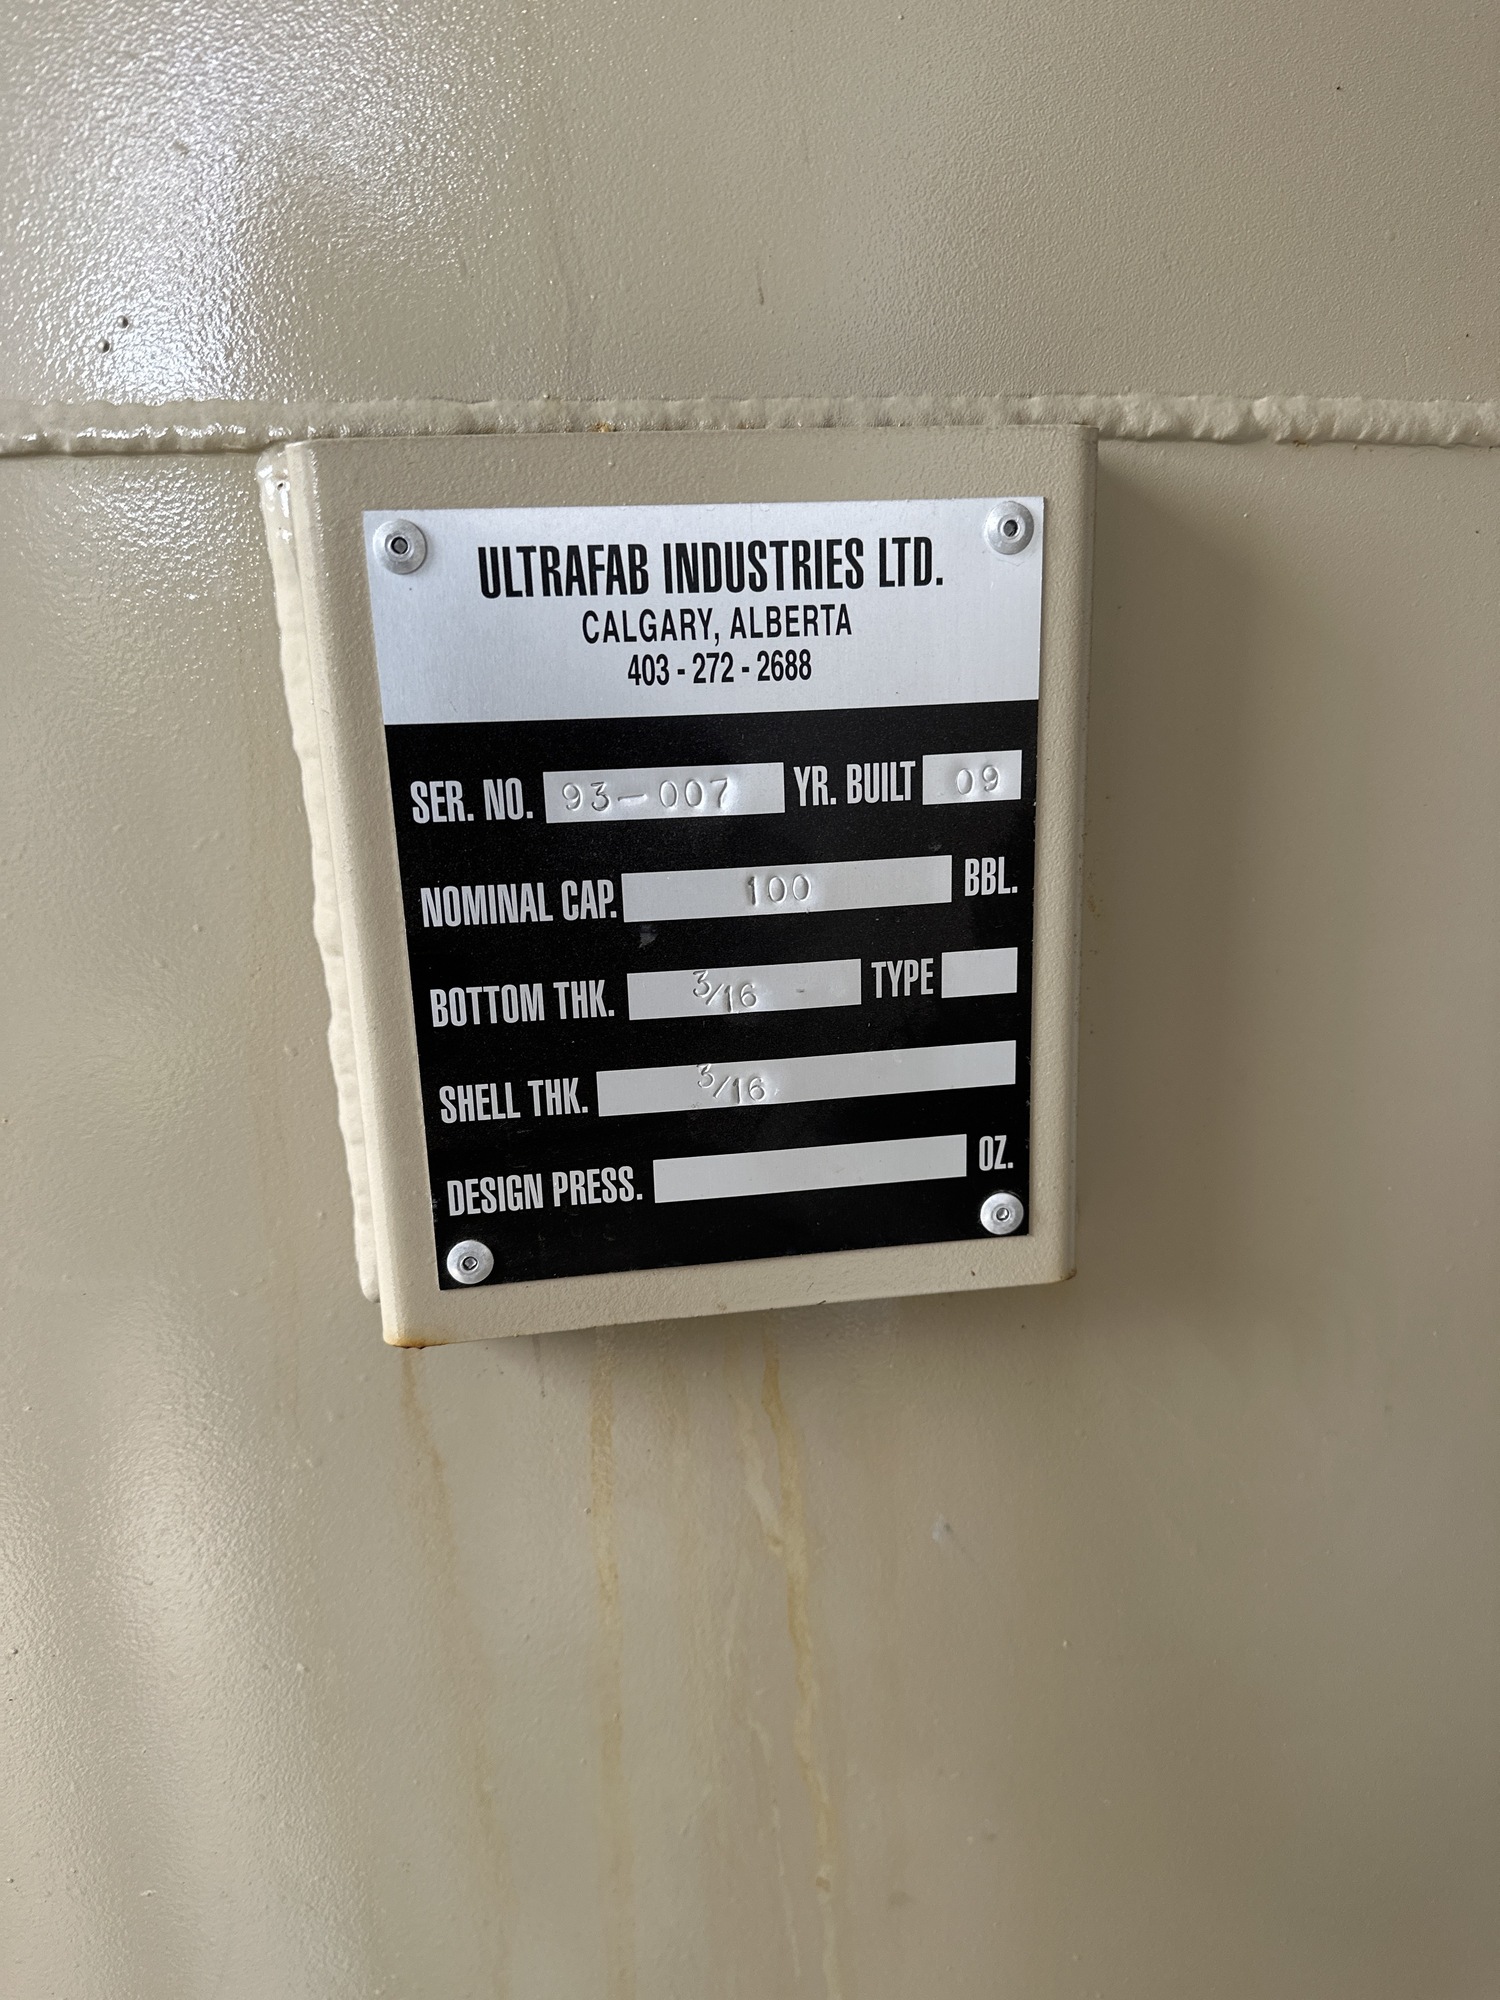 ULTRAFAB INDUSTRIES LTD.
CALGARY, ALBERTA
403 - 272 - 2688
SER. NO. 93-007 YR. BUILT 09
NOMINAL CAP. 100 BBL.
BOTTOM THK. 3/16 TYPE
SHELL THK. 3/16
DESIGN PRESS. OZ.